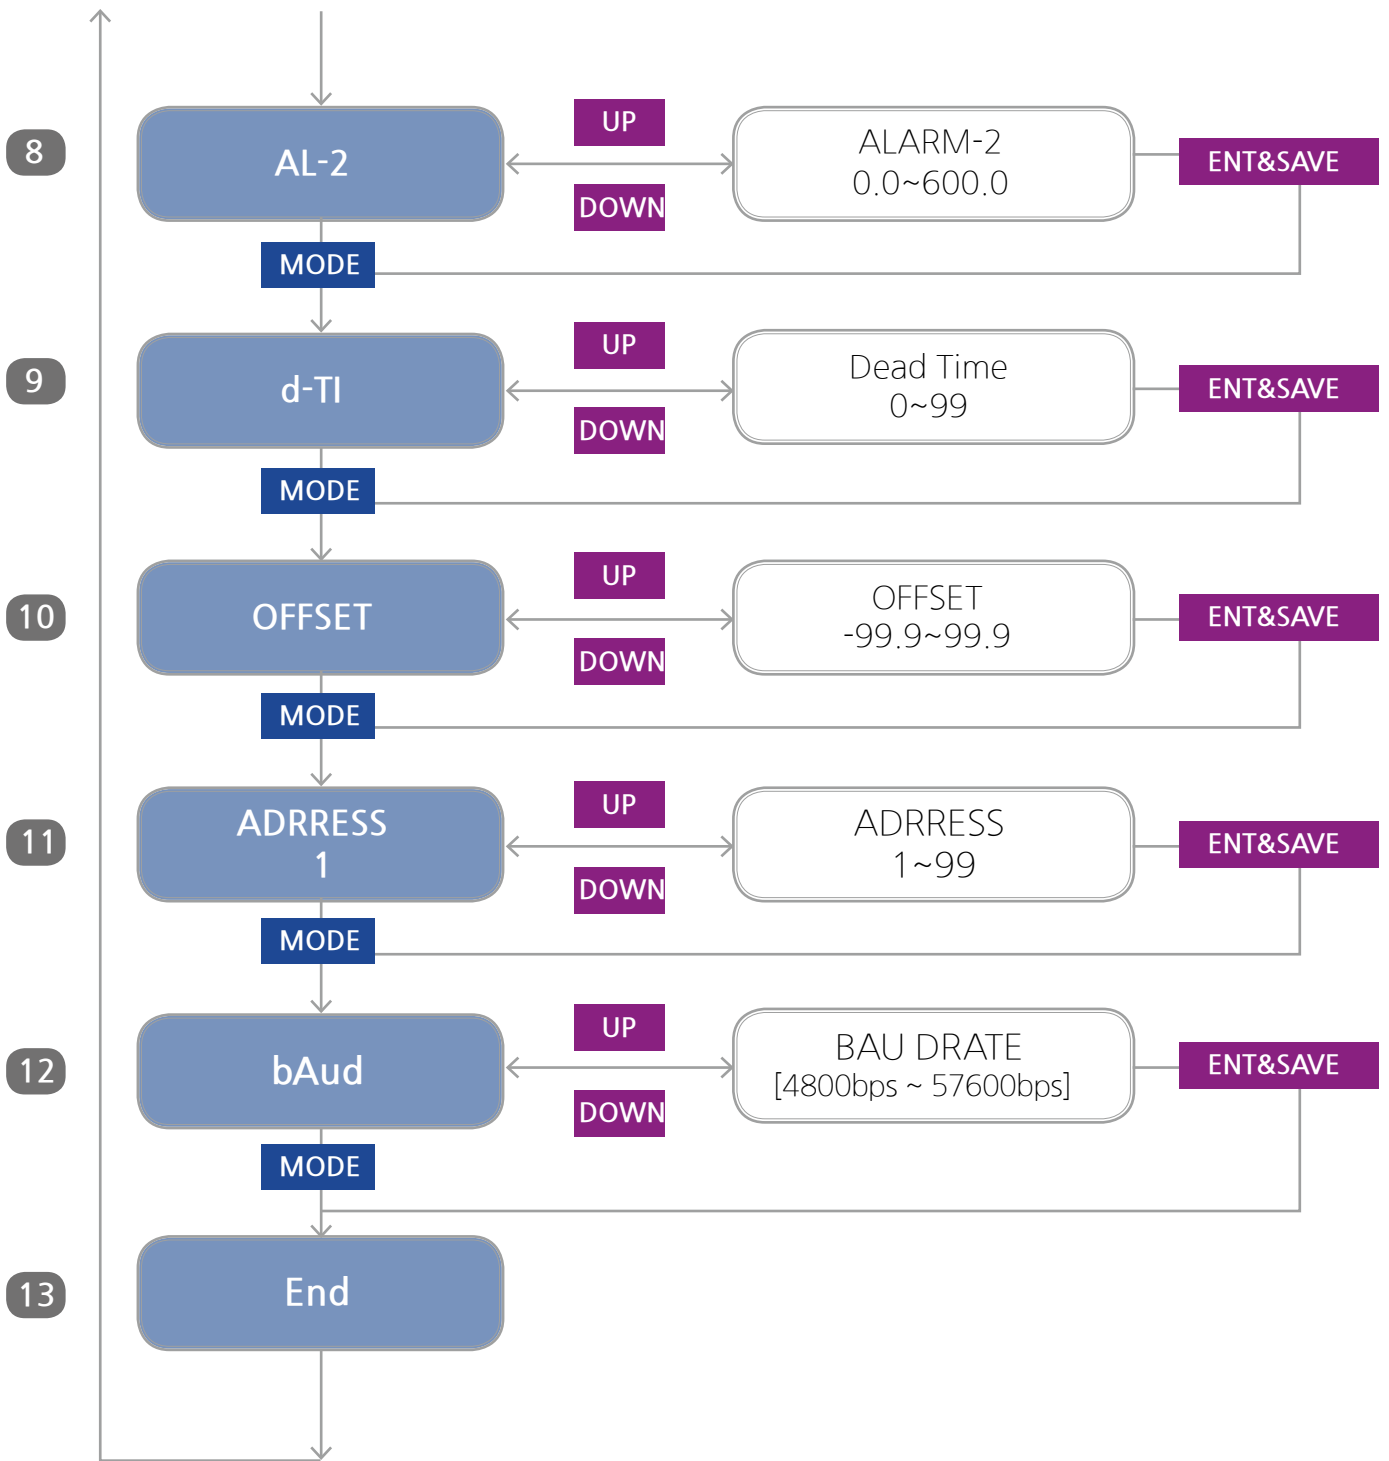 8
AL-2
UP
DOWN
ALARM-2
0.0~600.0
ENT&SAVE
MODE
9
d-TI
UP
DOWN
Dead Time
0~99
ENT&SAVE
MODE
10
OFFSET
UP
DOWN
OFFSET
-99.9~99.9
ENT&SAVE
MODE
11
ADRRESS
1
UP
DOWN
ADRRESS
1~99
ENT&SAVE
MODE
12
bAud
UP
DOWN
BAU DRATE
[4800bps ~ 57600bps]
ENT&SAVE
MODE
13
End